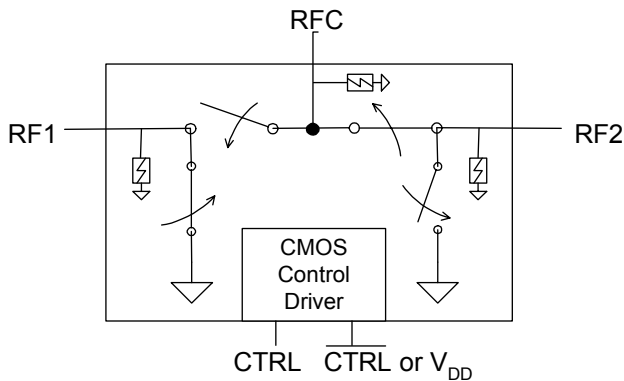 RFC
RF1
RF2
CMOS
Control
Driver
CTRL
CTRL or VDD